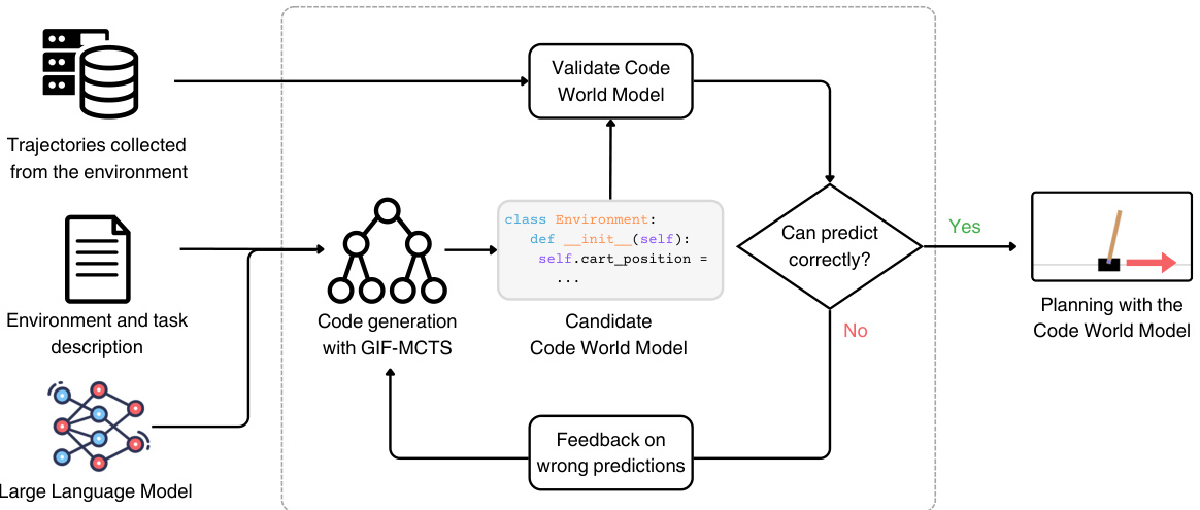 Trajectories collected
from the environment
Environment and task
description
Large Language Model
Code generation
with GIF-MCTS
class Environment:
def __init__(self):
self.cart_position =
...
Candidate
Code World Model
Validate Code
World Model
Can predict
correctly?
Yes
No
Feedback on
wrong predictions
Planning with the
Code World Model